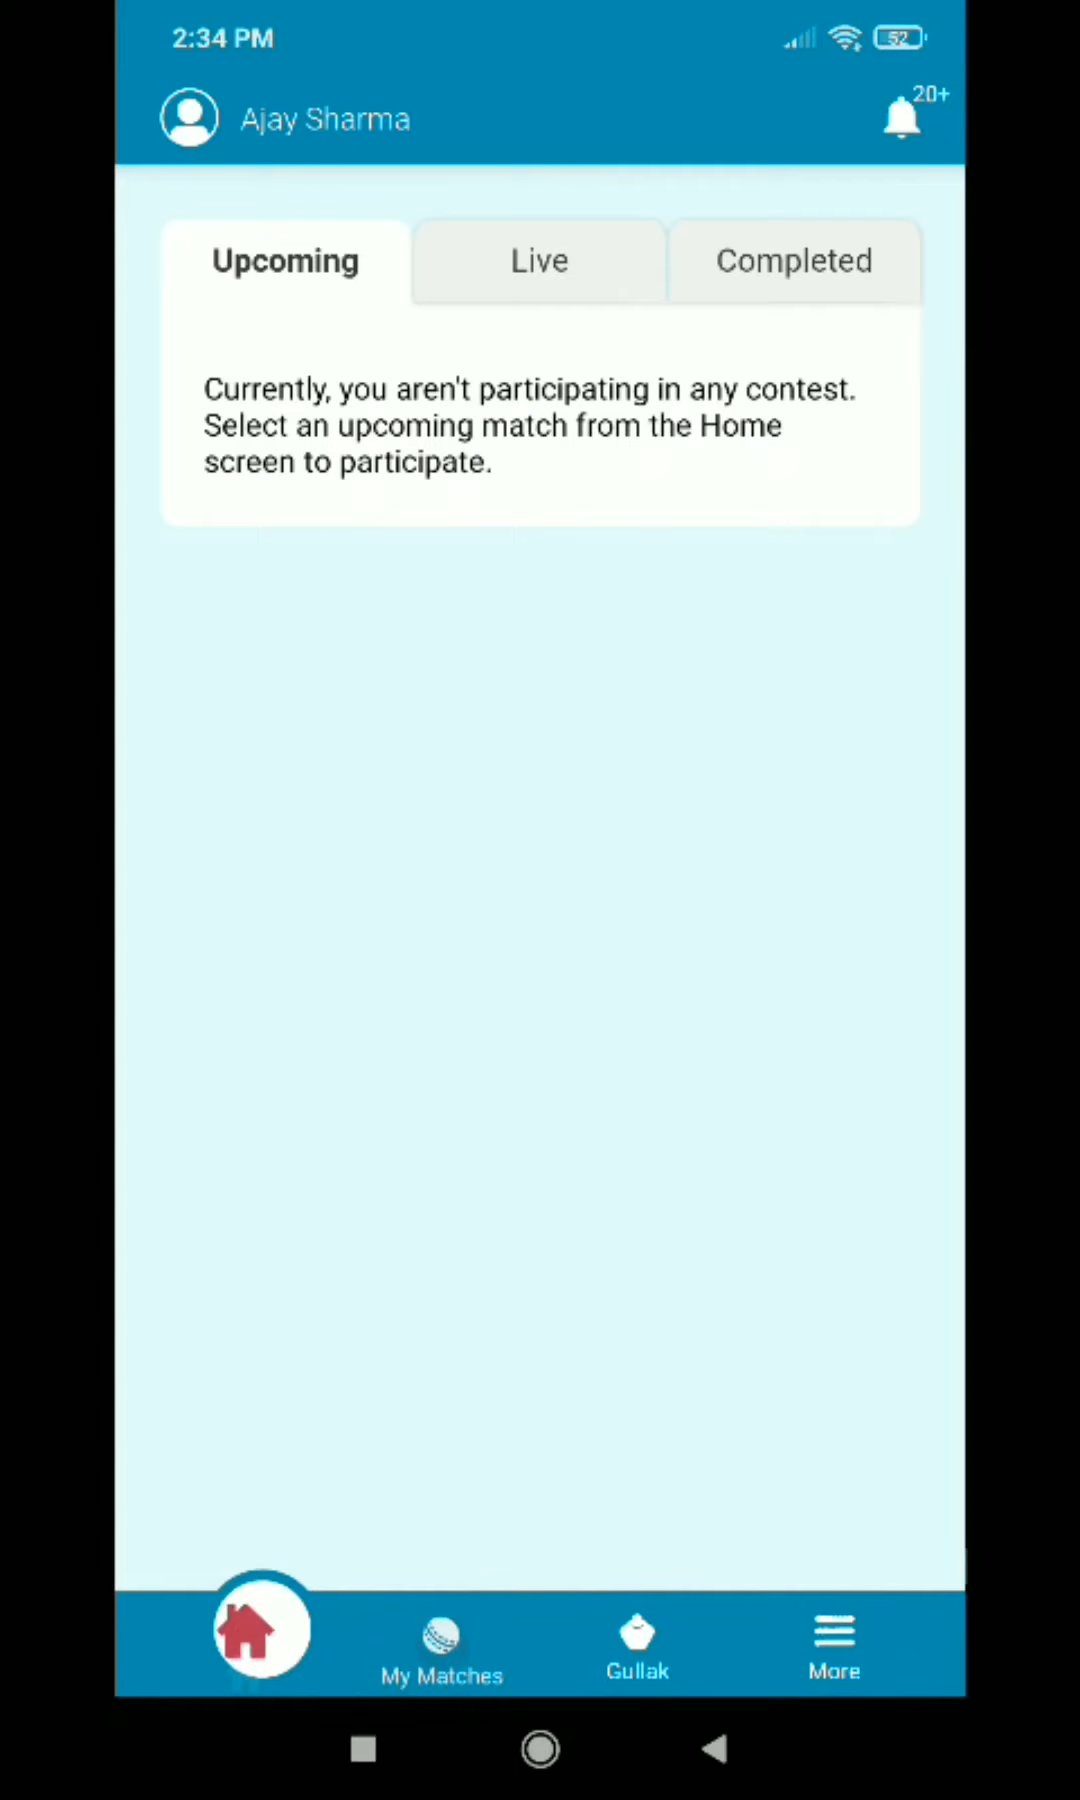 2:34 PM
52
Ajay Sharma
20+
Upcoming
Live
Completed
Currently, you aren't participating in any contest.
Select an upcoming match from the Home
screen to participate.
My Matches
Gullak
More